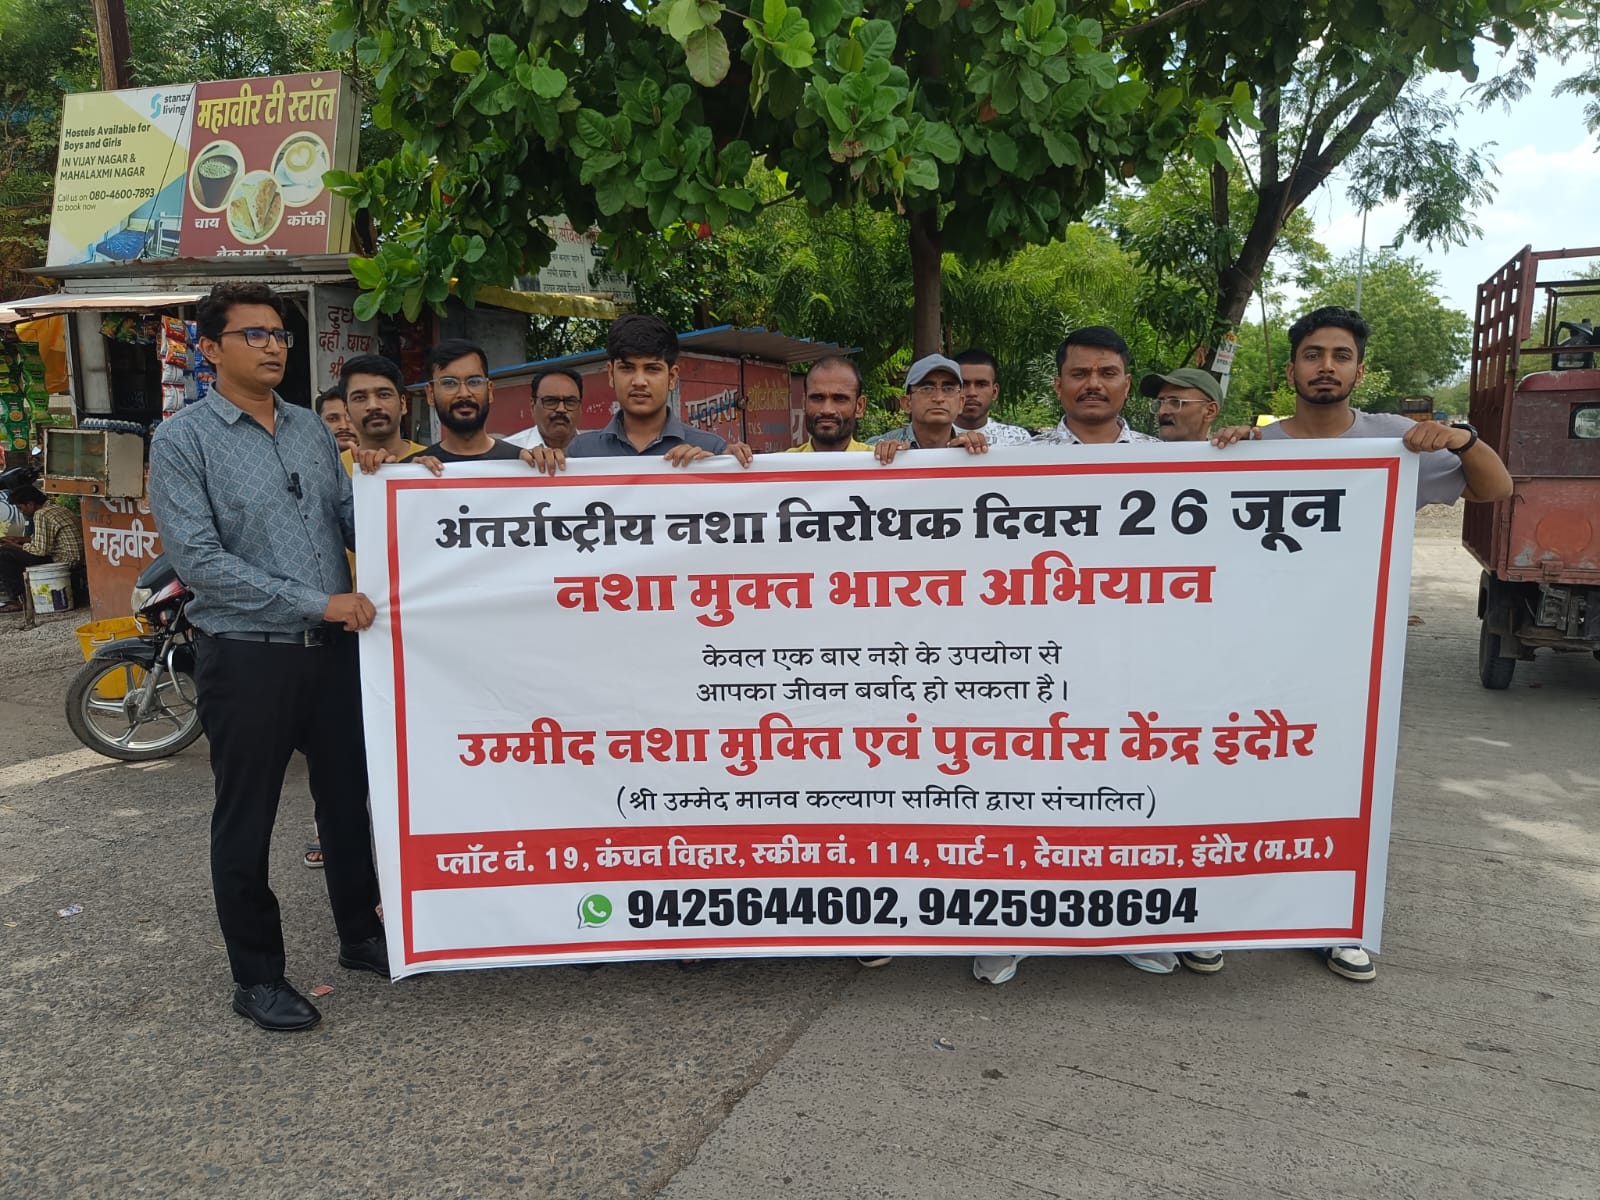 stanza
living
Hostels Available for
Boys and Girls
IN VIJAY NAGAR &
MAHALAXMI NAGAR
Call us on 080-4600-7893
to book now
महावीर टी स्टॉल
चाय
कॉफी
दुध
दही
श्री
महावीर
अंतर्राष्ट्रीय नशा निरोधक दिवस 26 जून
नशा मुक्त भारत अभियान
केवल एक बार नशे के उपयोग से
आपका जीवन बर्बाद हो सकता है।
उम्मीद नशा मुक्ति एवं पुनर्वास केंद्र इंदौर
(श्री उम्मेद मानव कल्याण समिति द्वारा संचालित)
प्लॉट नं. 19, कंचन विहार, स्कीम नं. 114, पार्ट-1, देवास नाका, इंदौर (म.प्र.)
9425644602, 9425938694